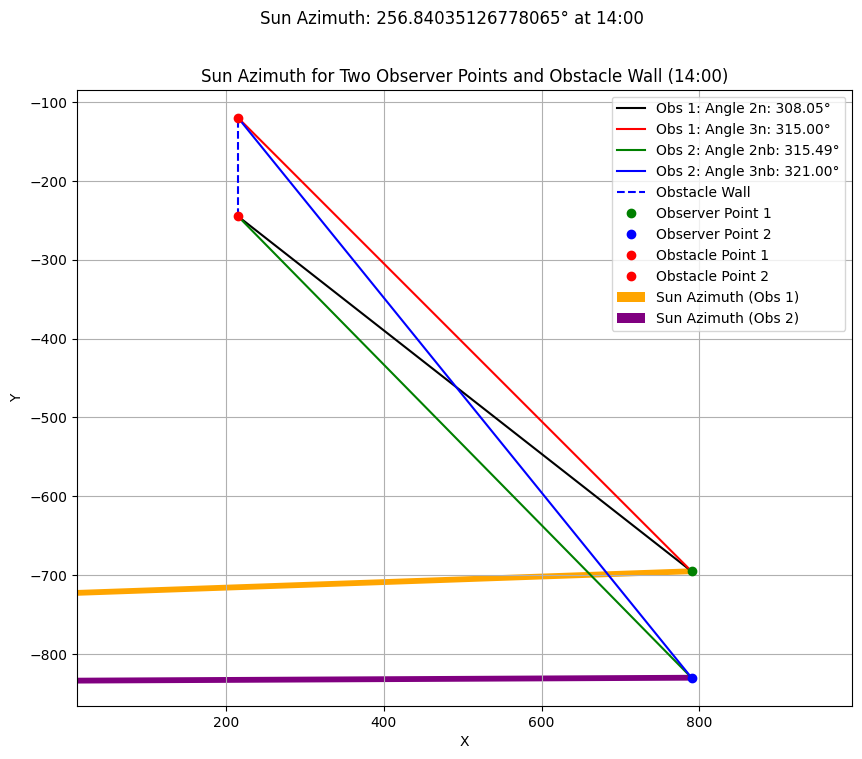 Sun Azimuth: 256.84035126778065° at 14:00
Sun Azimuth for Two Observer Points and Obstacle Wall (14:00)
Obs 1: Angle 2n: 308.05°
Obs 1: Angle 3n: 315.00°
Obs 2: Angle 2nb: 315.49°
Obs 2: Angle 3nb: 321.00°
Obstacle Wall
Observer Point 1
Observer Point 2
Obstacle Point 1
Obstacle Point 2
Sun Azimuth (Obs 1)
Sun Azimuth (Obs 2)
−100
−200
−300
−400
−500
−600
−700
−800
Y
200
400
600
800
X